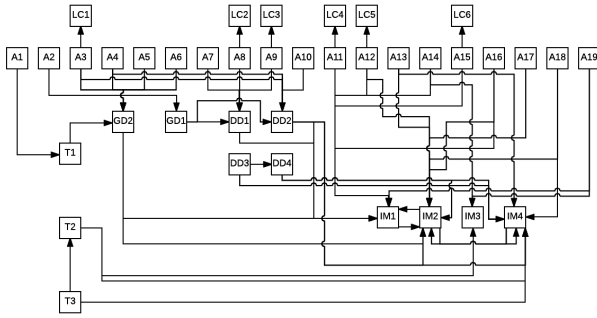 LC1 LC2 LC3 LC4 LC5 LC6
A1 A2 A3 A4 A5 A6 A7 A8 A9 A10 A11 A12 A13 A14 A15 A16 A17 A18 A19
GD2 GD1 DD1 DD2
T1
DD3 DD4
IM1 IM2 IM3 IM4
T2
T3